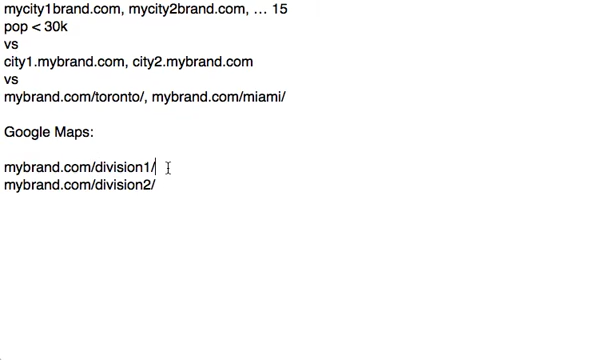 mycity1brand.com, mycity2brand.com, … 15
pop < 30k
vs
city1.mybrand.com, city2.mybrand.com
vs
mybrand.com/toronto/, mybrand.com/miami/
Google Maps:
mybrand.com/division1/
mybrand.com/division2/